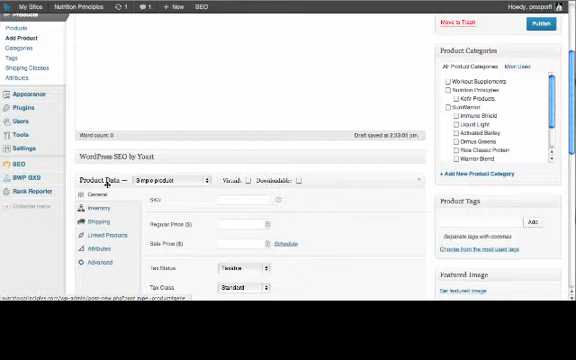 My Sites Nutrition Principles 1 1 + New SEO Howdy, prosporf
Products
Products
Add Product
Categories
Tags
Shipping Classes
Attributes
Appearance
Plugins
Users
Tools
Settings
SEO
BWP GXS
Rank Reporter
Collapse menu
Word count: 0 Draft saved at 2:33:05 pm.
WordPress SEO by Yoast
Product Data — Simple product Virtual: Downloadable:
General
Inventory
Shipping
Linked Products
Attributes
Advanced
SKU
Regular Price ($)
Sale Price ($) Schedule
Tax Status Taxable
Tax Class Standard
Move to Trash Publish
Product Categories
All Product Categories Most Used
Workout Supplements
Nutrition Principles
Kefir Products
SunWarrior
Immune Shield
Liquid Light
Activated Barley
Ormus Greens
Rice Classic Protein
Warrior Blend
+ Add New Product Category
Product Tags
Add
Separate tags with commas
Choose from the most used tags
Featured Image
Set featured image